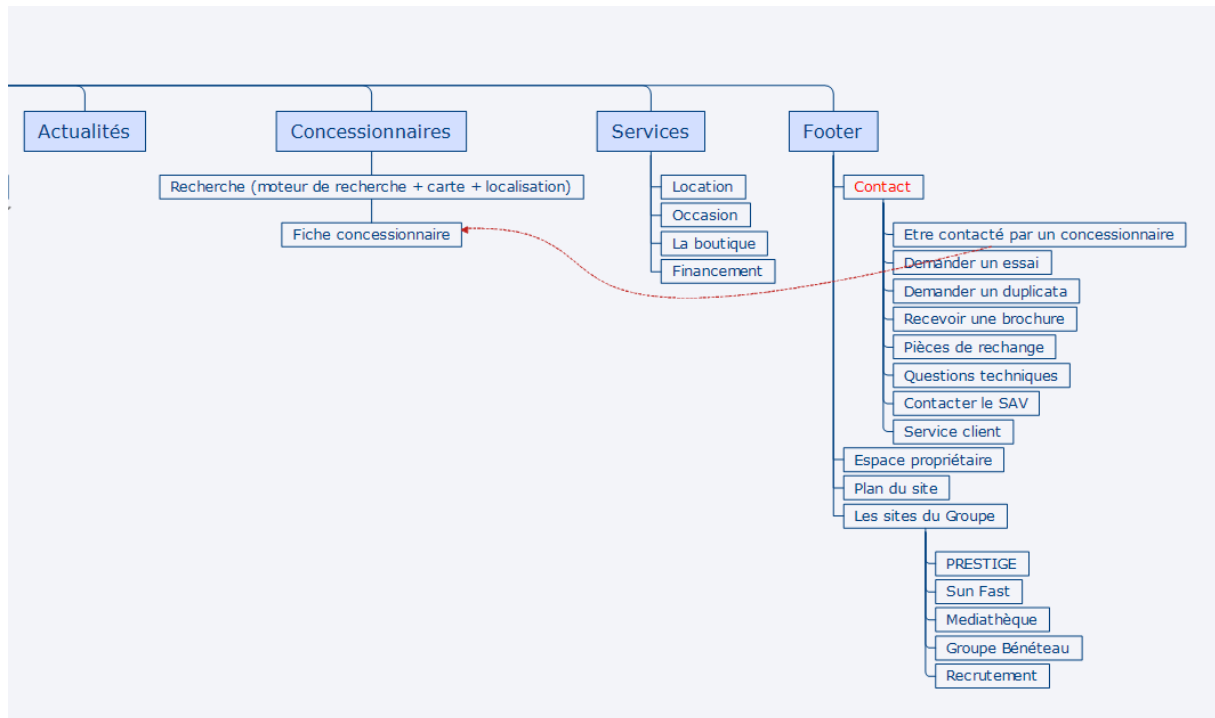 Actualités
Concessionnaires
Services
Footer
Recherche (moteur de recherche + carte + localisation)
Fiche concessionnaire
Location
Occasion
La boutique
Financement
Contact
Etre contacté par un concessionnaire
Demander un essai
Demander un duplicata
Recevoir une brochure
Pièces de rechange
Questions techniques
Contacter le SAV
Service client
Espace propriétaire
Plan du site
Les sites du Groupe
PRESTIGE
Sun Fast
Mediathèque
Groupe Bénéteau
Recrutement